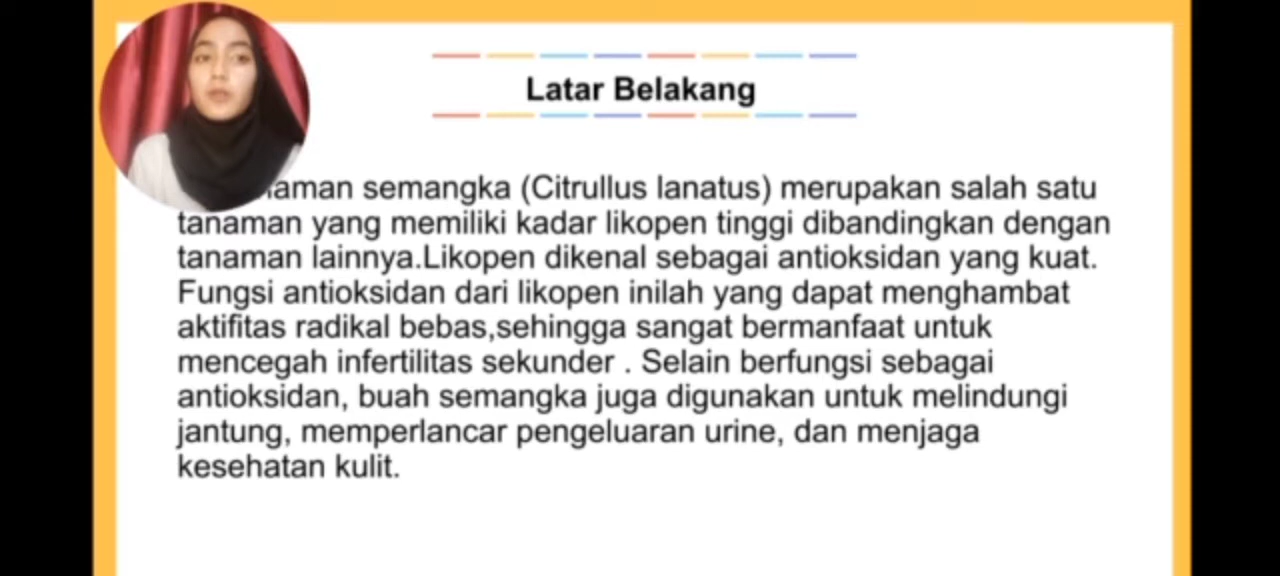 Latar Belakang
semangka (Citrullus lanatus) merupakan salah satu
tanaman yang memiliki kadar likopen tinggi dibandingkan dengan
tanaman lainnya.Likopen dikenal sebagai antioksidan yang kuat.
Fungsi antioksidan dari likopen inilah yang dapat menghambat
aktifitas radikal bebas,sehingga sangat bermanfaat untuk
mencegah infertilitas sekunder . Selain berfungsi sebagai
antioksidan, buah semangka juga digunakan untuk melindungi
jantung, memperlancar pengeluaran urine, dan menjaga
kesehatan kulit.